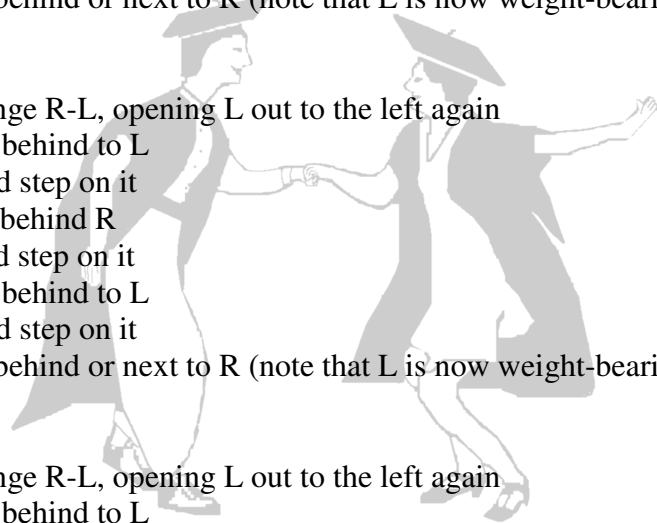 behind or next to R (note that L is now weight-beari
nge R-L, opening L out to the left again
behind to L
d step on it
behind R
d step on it
behind to L
d step on it
behind or next to R (note that L is now weight-beari
nge R-L, opening L out to the left again
behind to L